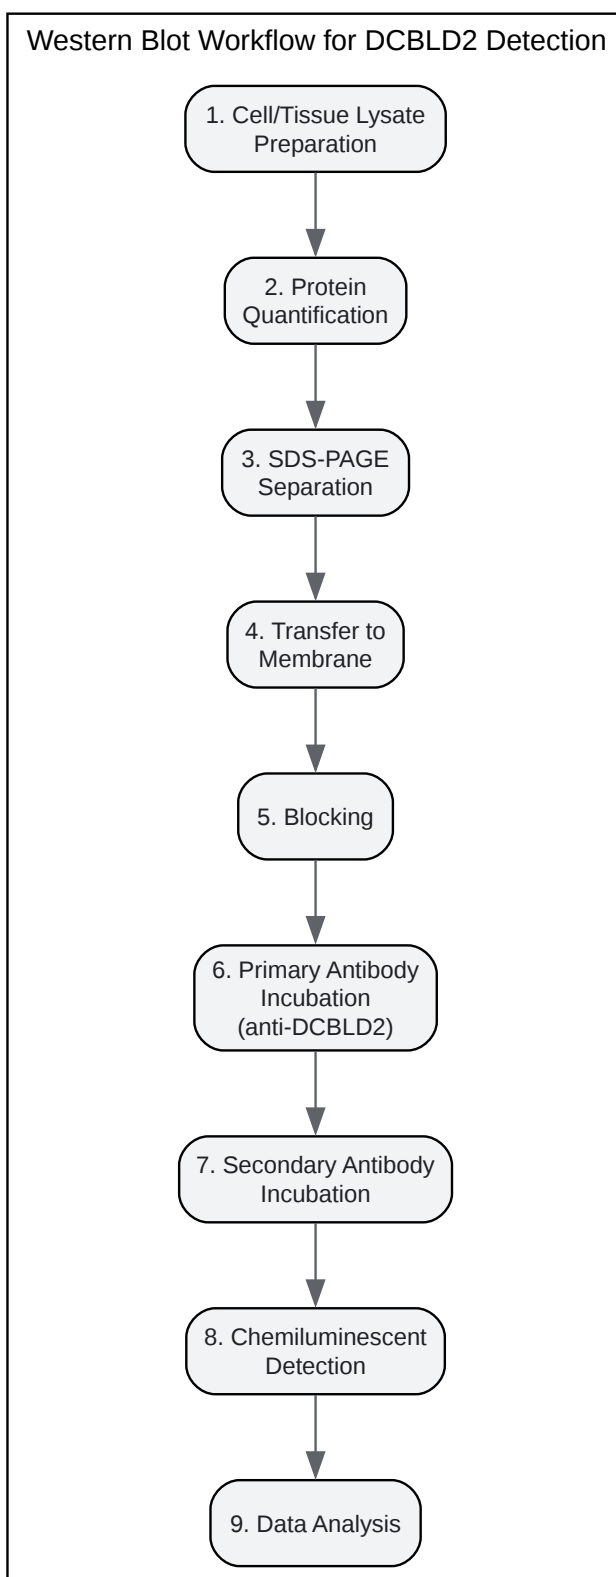 Western Blot Workflow for DCBLD2 Detection
1. Cell/Tissue Lysate
Preparation
2. Protein
Quantification
3. SDS-PAGE
Separation
4. Transfer to
Membrane
5. Blocking
6. Primary Antibody
Incubation
(anti-DCBLD2)
7. Secondary Antibody
Incubation
8. Chemiluminescent
Detection
9. Data Analysis